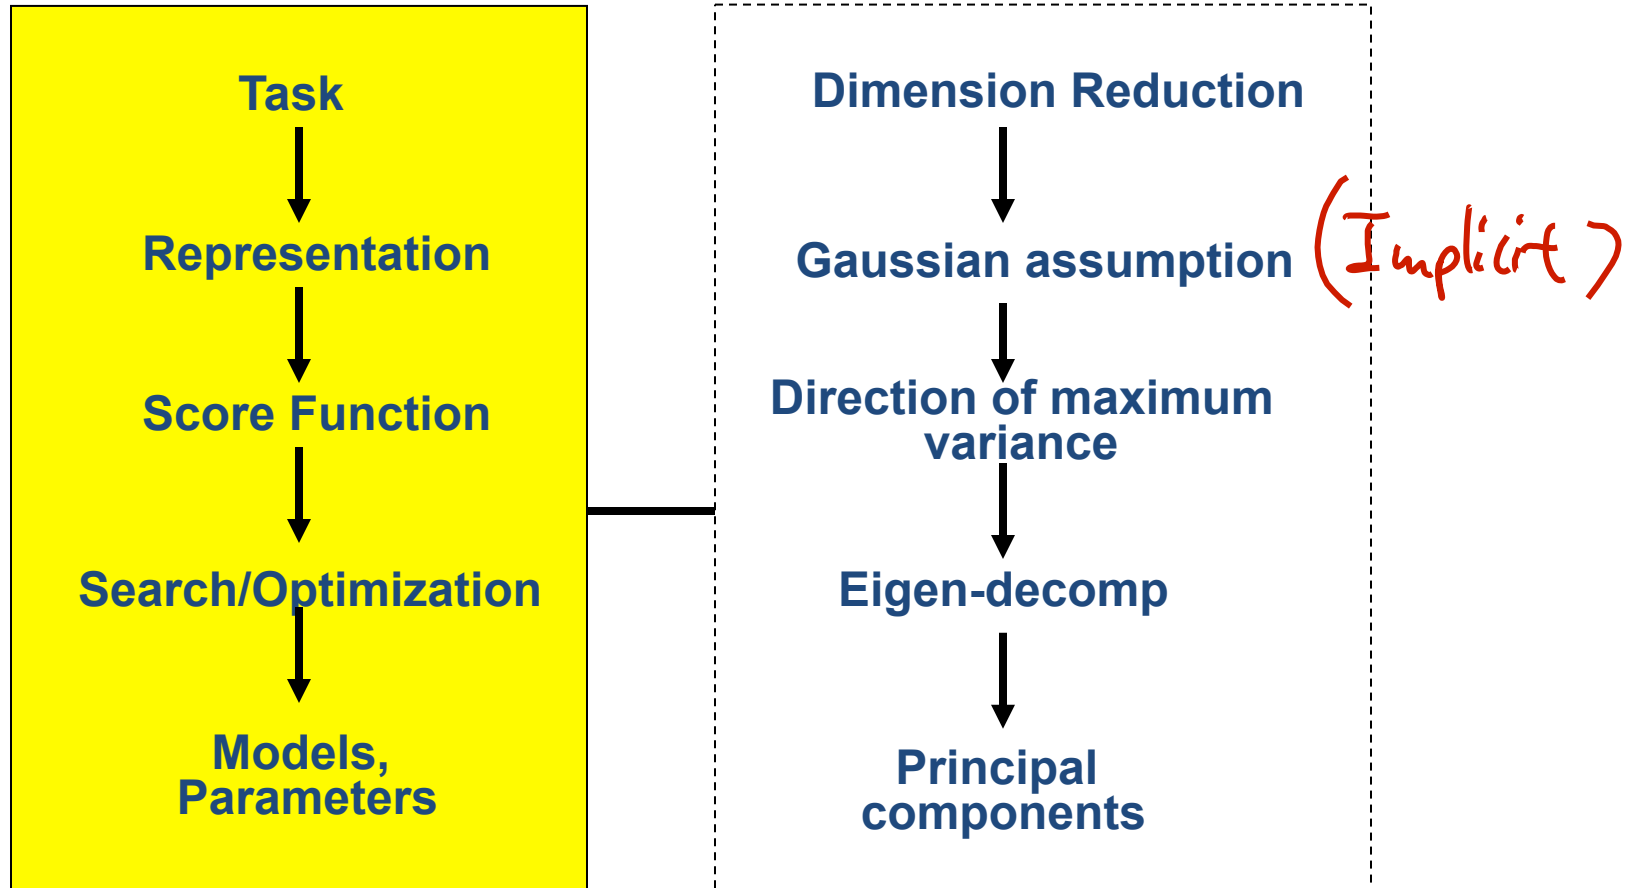 Task
Representation
Score Function
Search/Optimization
Models,
Parameters
Dimension Reduction
Gaussian assumption (Implicit)
Direction of maximum
variance
Eigen-decomp
Principal
components